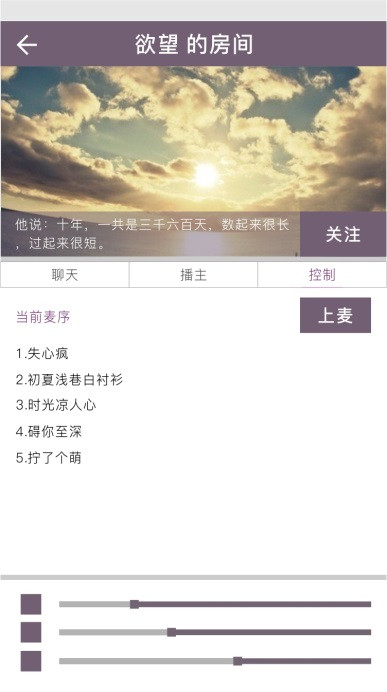 欲望 的房间
他说：十年，一共是三千六百天，数起来很长
，过起来很短。
关注
聊天
播主
控制
当前麦序
上麦
1.失心疯
2.初夏浅巷白衬衫
3.时光凉人心
4.碍你至深
5.拧了个萌